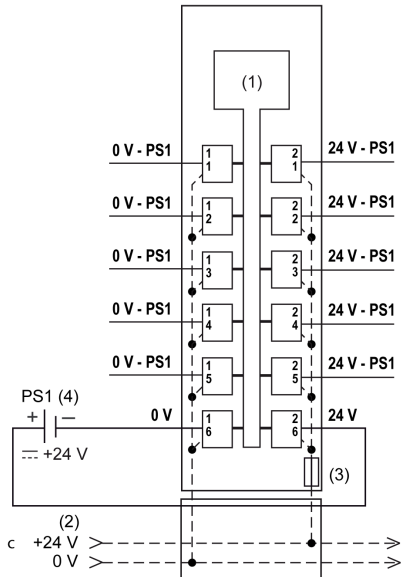 (1)
0 V - PS1 1 1 2 1 24 V - PS1
0 V - PS1 1 2 2 2 24 V - PS1
0 V - PS1 1 3 2 3 24 V - PS1
0 V - PS1 1 4 2 4 24 V - PS1
0 V - PS1 1 5 2 5 24 V - PS1
PS1 (4)
+ − 0 V 1 6 2 6 24 V
+24 V
(3)
(2)
c +24 V
0 V